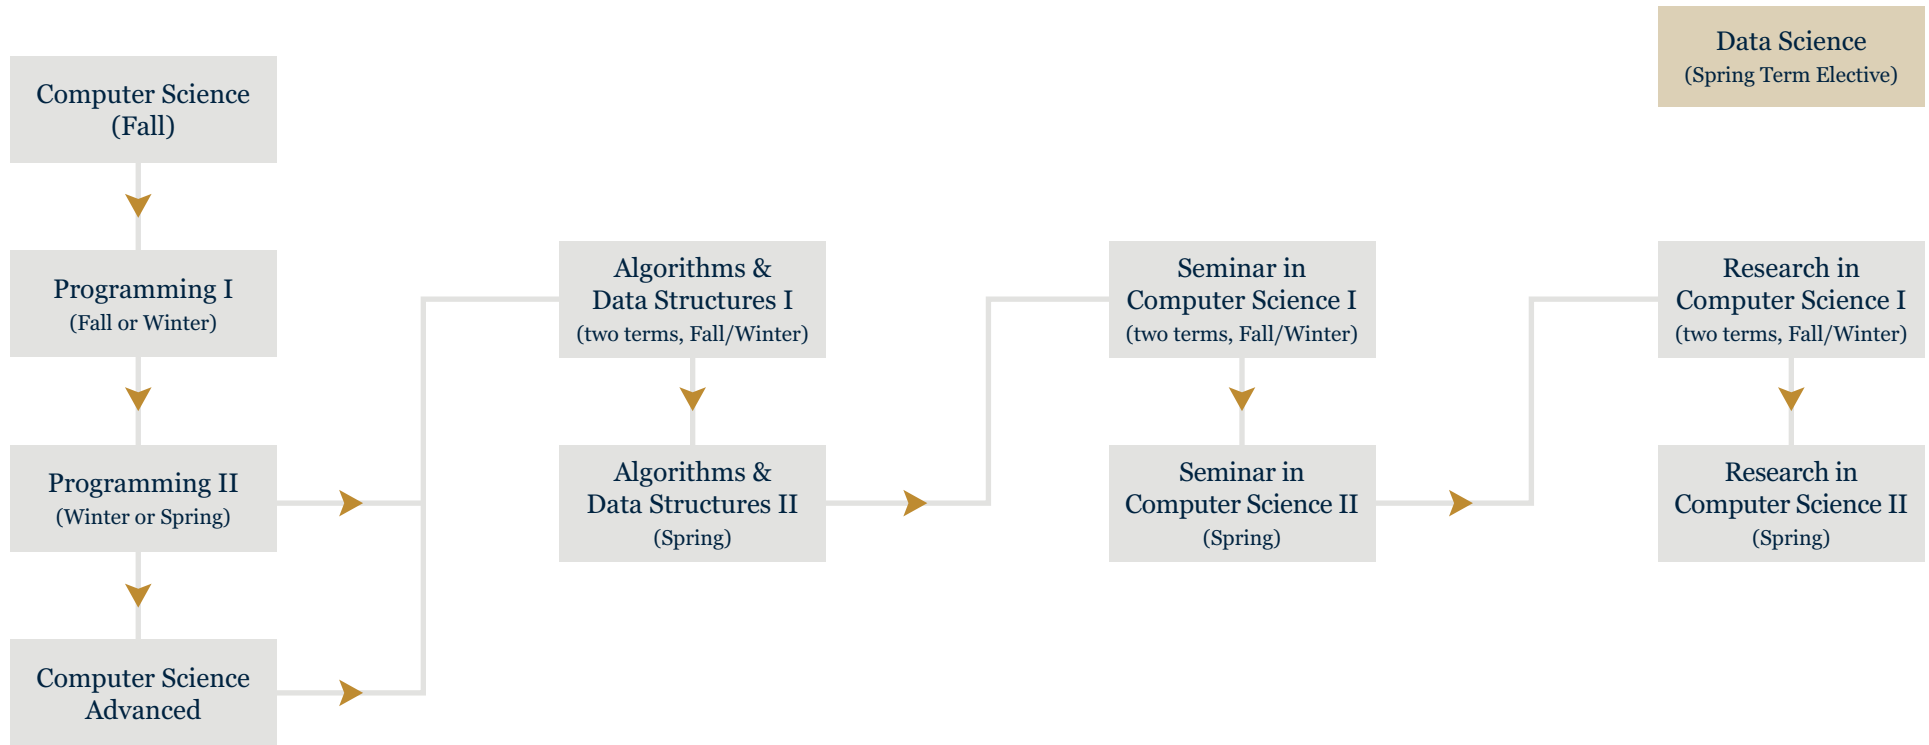 Data Science
(Spring Term Elective)
Computer Science
(Fall)
Programming I
(Fall or Winter)
Programming II
(Winter or Spring)
Computer Science
Advanced
Algorithms &
Data Structures I
(two terms, Fall/Winter)
Algorithms &
Data Structures II
(Spring)
Seminar in
Computer Science I
(two terms, Fall/Winter)
Seminar in
Computer Science II
(Spring)
Research in
Computer Science I
(two terms, Fall/Winter)
Research in
Computer Science II
(Spring)